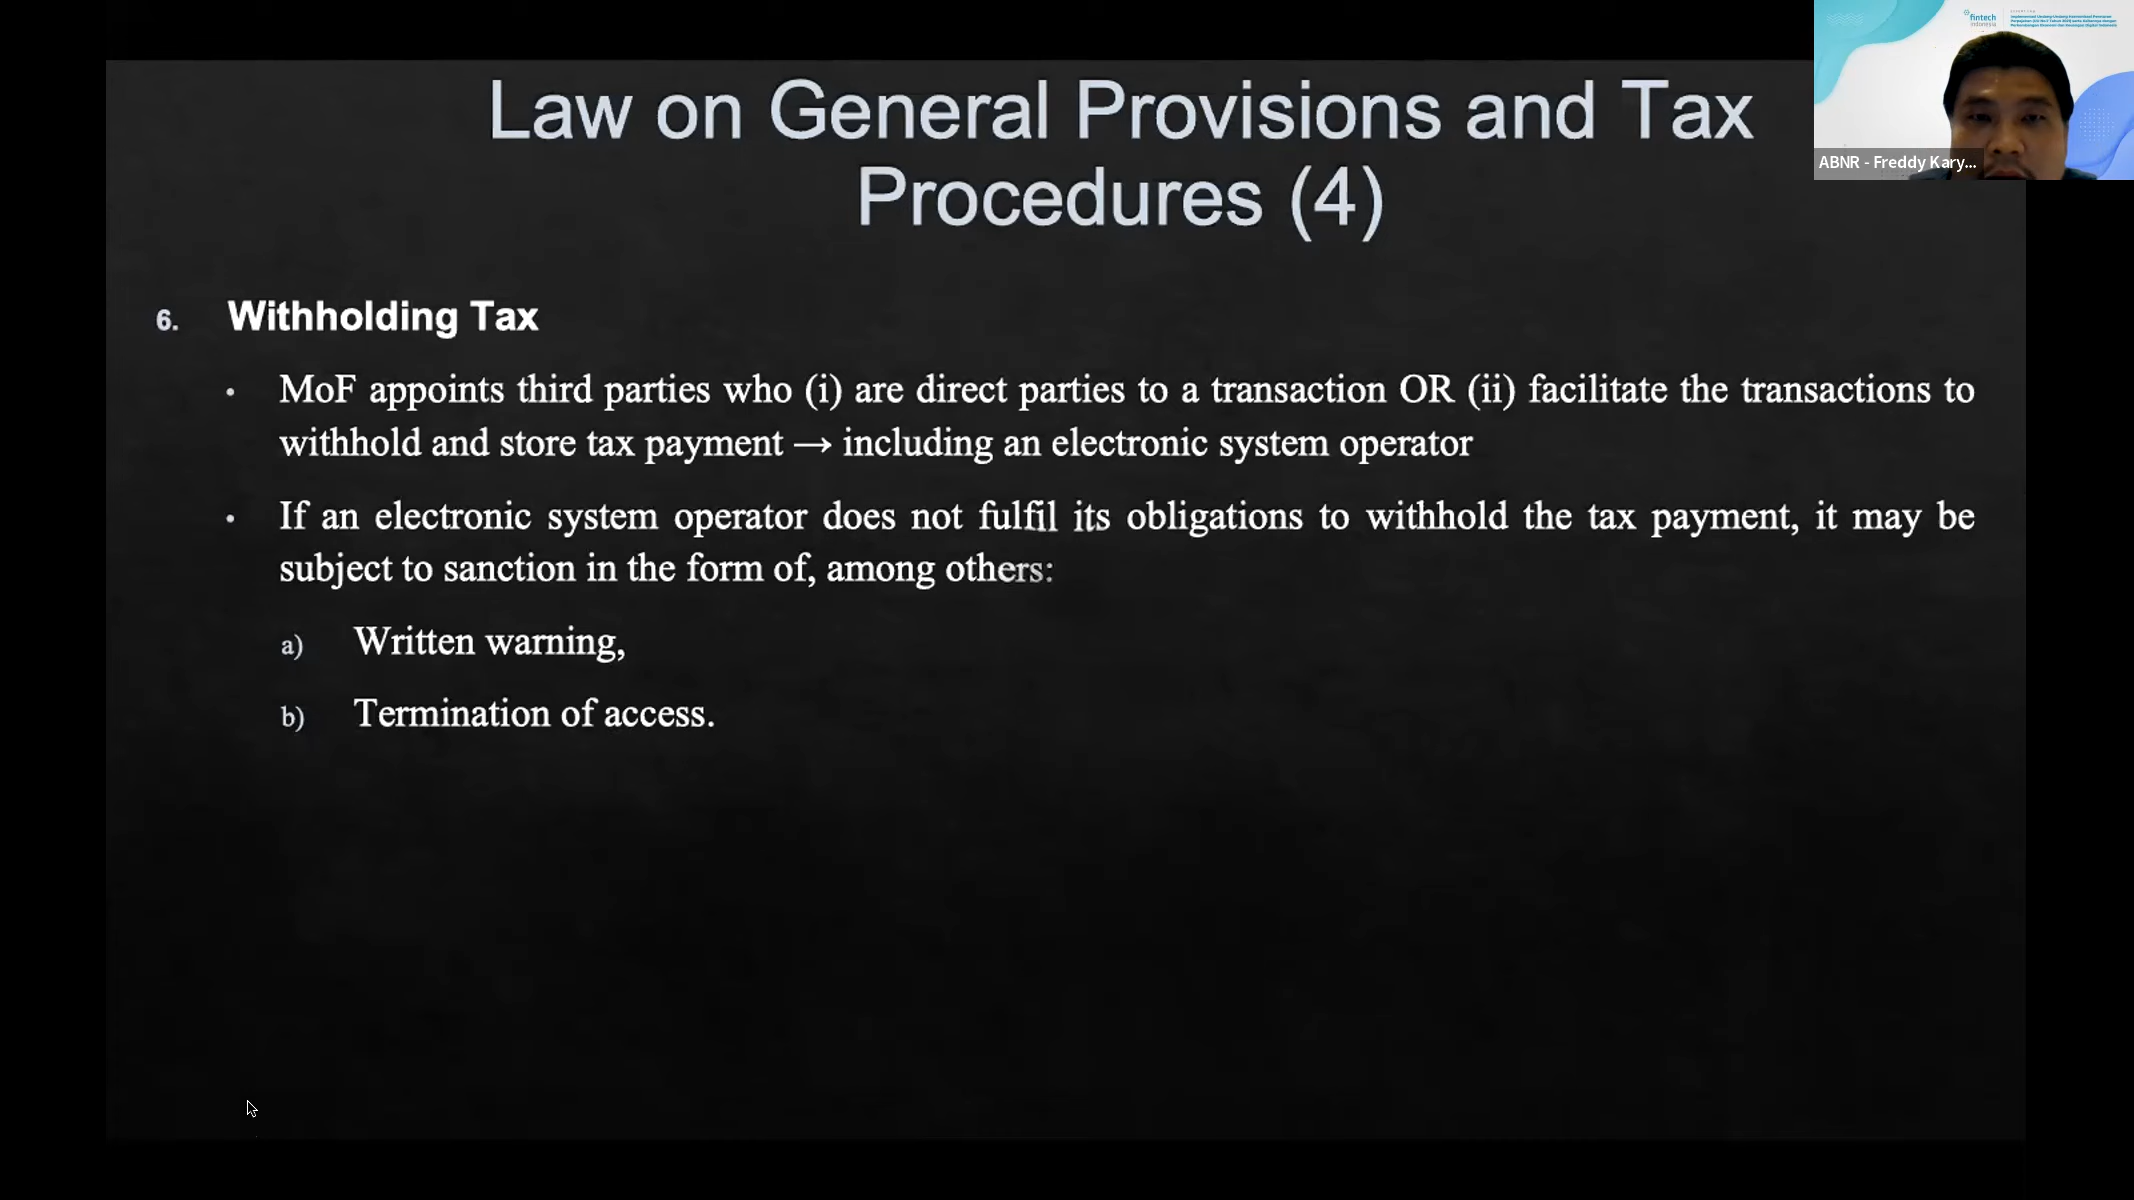 Law on General Provisions and Tax
Procedures (4)
fintech
indonesia
ABNR - Freddy Kary...
6. Withholding Tax
• MoF appoints third parties who (i) are direct parties to a transaction OR (ii) facilitate the transactions to
withhold and store tax payment → including an electronic system operator
• If an electronic system operator does not fulfil its obligations to withhold the tax payment, it may be
subject to sanction in the form of, among others:
a) Written warning,
b) Termination of access.